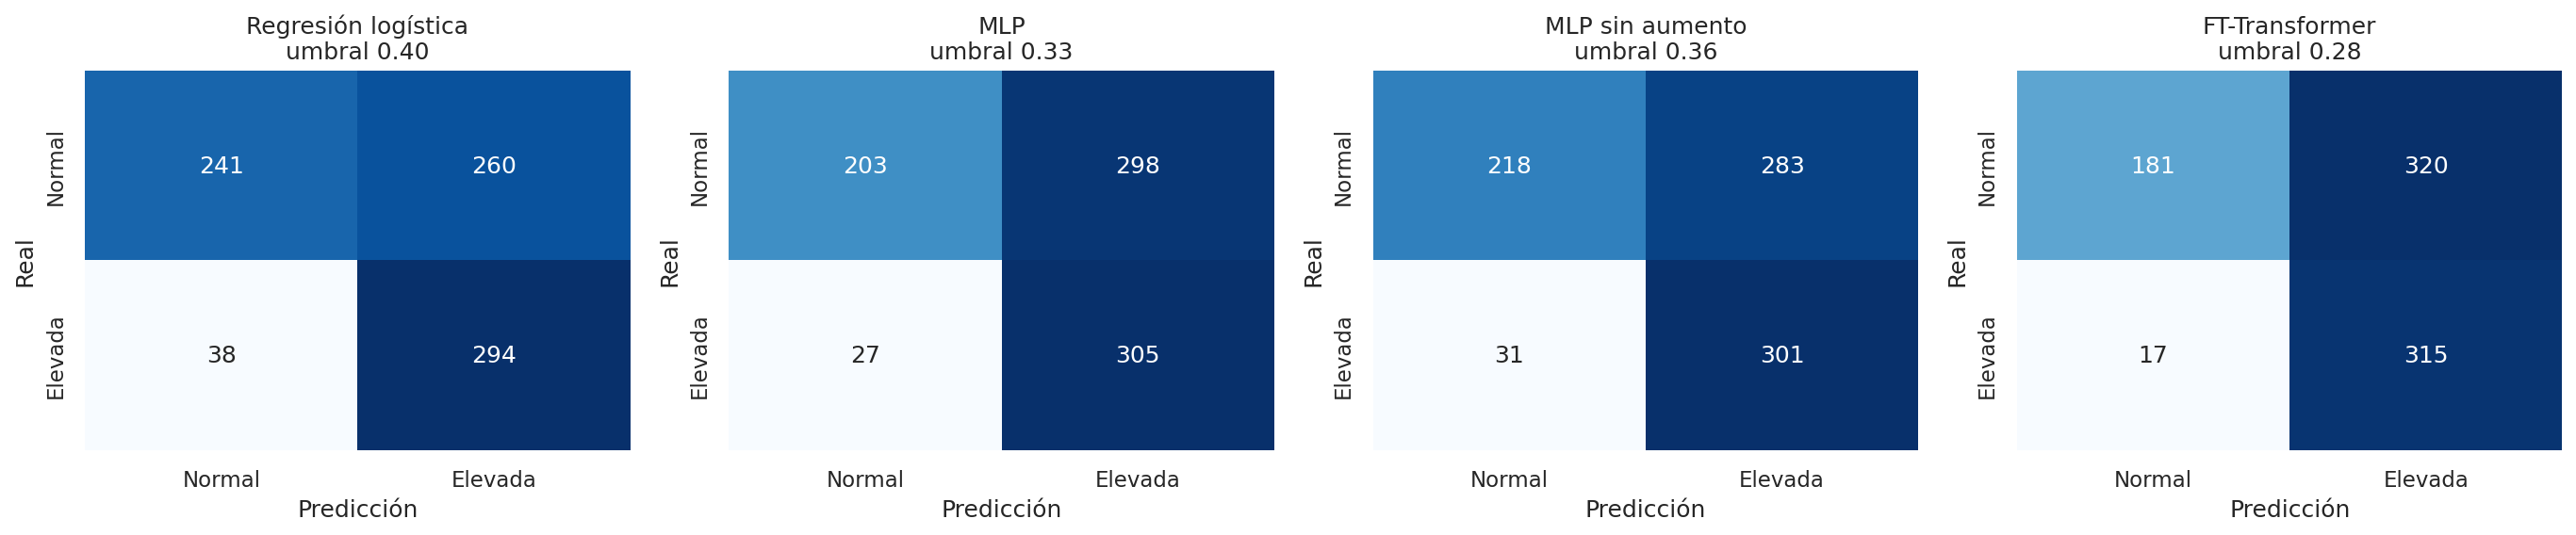 Regresión logística
umbral 0.40
Real
Normal
241
260
Elevada
38
294
Normal
Elevada
Predicción
MLP
umbral 0.33
Real
Normal
203
298
Elevada
27
305
Normal
Elevada
Predicción
MLP sin aumento
umbral 0.36
Real
Normal
218
283
Elevada
31
301
Normal
Elevada
Predicción
FT-Transformer
umbral 0.28
Real
Normal
181
320
Elevada
17
315
Normal
Elevada
Predicción